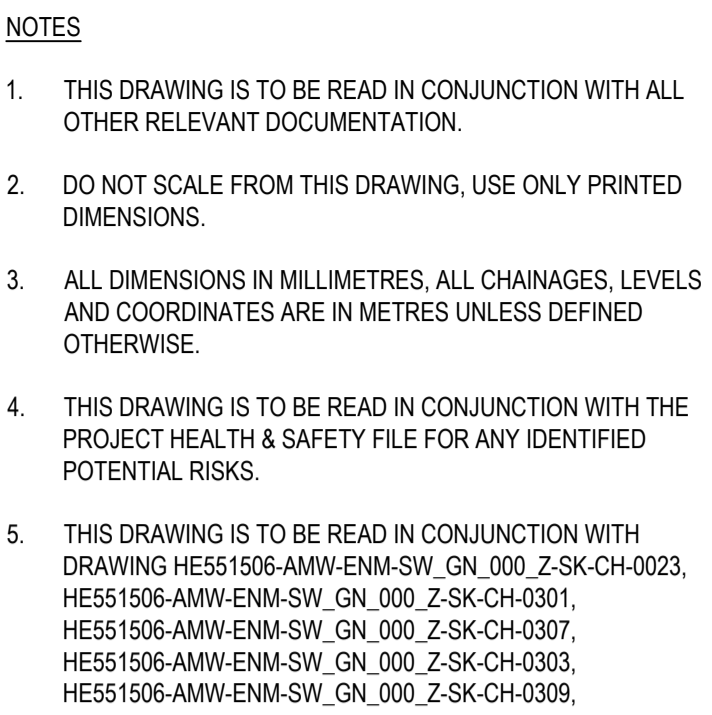 NOTES
1. THIS DRAWING IS TO BE READ IN CONJUNCTION WITH ALL
OTHER RELEVANT DOCUMENTATION.
2. DO NOT SCALE FROM THIS DRAWING, USE ONLY PRINTED
DIMENSIONS.
3. ALL DIMENSIONS IN MILLIMETRES, ALL CHAINAGES, LEVELS
AND COORDINATES ARE IN METRES UNLESS DEFINED
OTHERWISE.
4. THIS DRAWING IS TO BE READ IN CONJUNCTION WITH THE
PROJECT HEALTH & SAFETY FILE FOR ANY IDENTIFIED
POTENTIAL RISKS.
5. THIS DRAWING IS TO BE READ IN CONJUNCTION WITH
DRAWING HE551506-AMW-ENM-SW_GN_000_Z-SK-CH-0023,
HE551506-AMW-ENM-SW_GN_000_Z-SK-CH-0301,
HE551506-AMW-ENM-SW_GN_000_Z-SK-CH-0307,
HE551506-AMW-ENM-SW_GN_000_Z-SK-CH-0303,
HE551506-AMW-ENM-SW_GN_000_Z-SK-CH-0309,